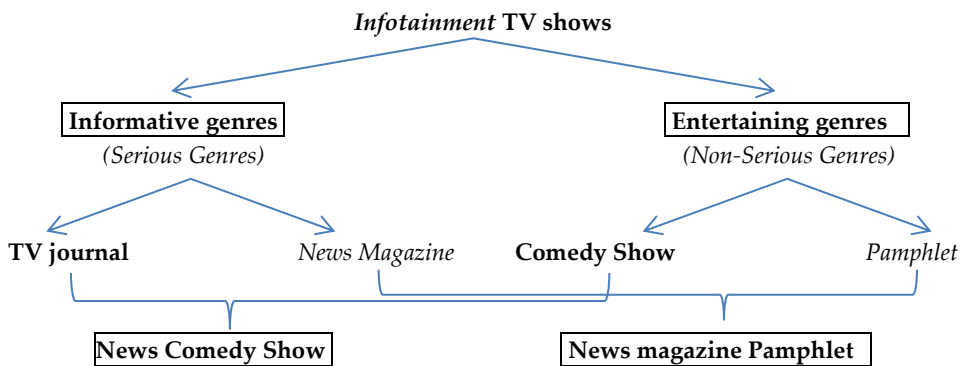 Infotainment TV shows
Informative genres
Entertaining genres
(Serious Genres)
(Non-Serious Genres)
TV journal
News Magazine
Comedy Show
Pamphlet
News Comedy Show
News magazine Pamphlet